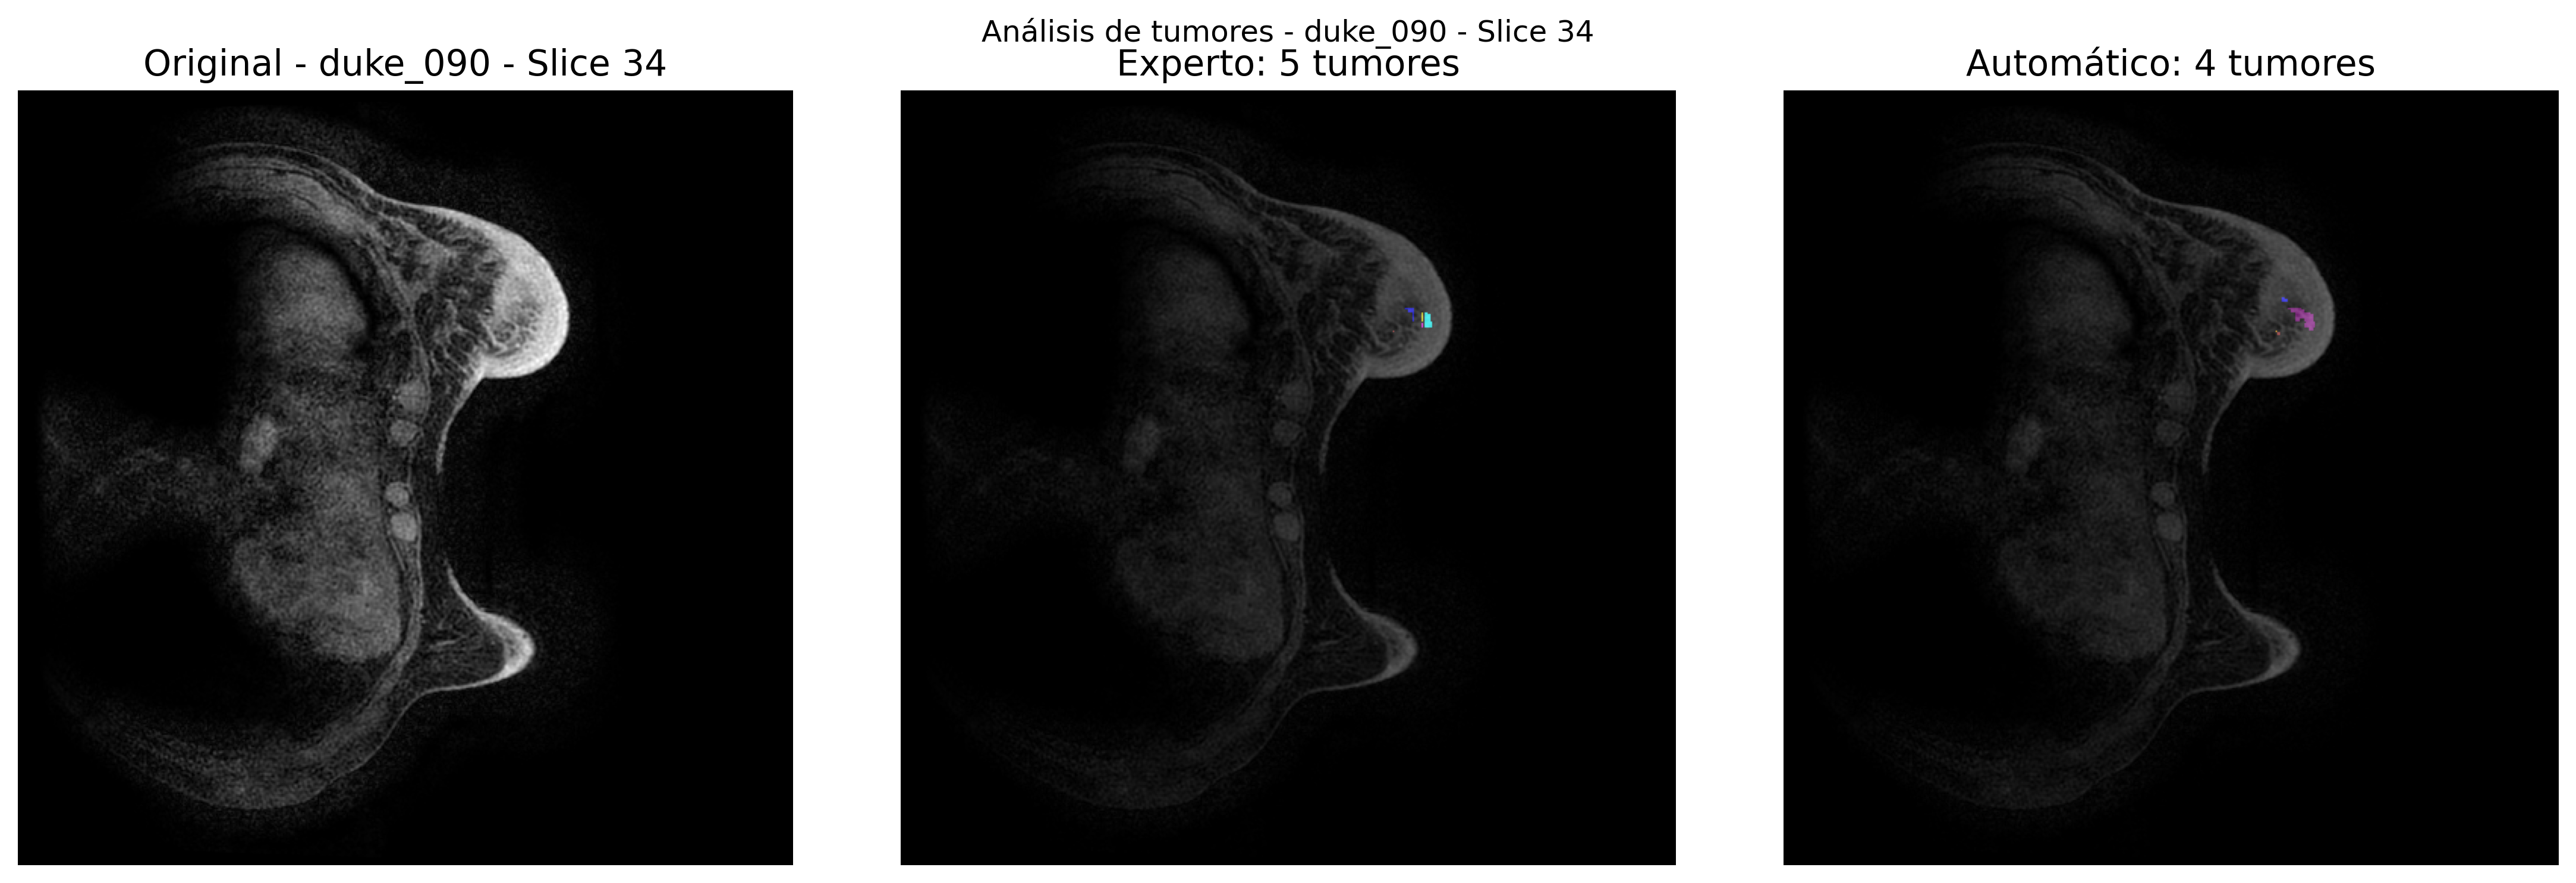 Análisis de tumores - duke_090 - Slice 34
Original - duke_090 - Slice 34
Experto: 5 tumores
Automático: 4 tumores